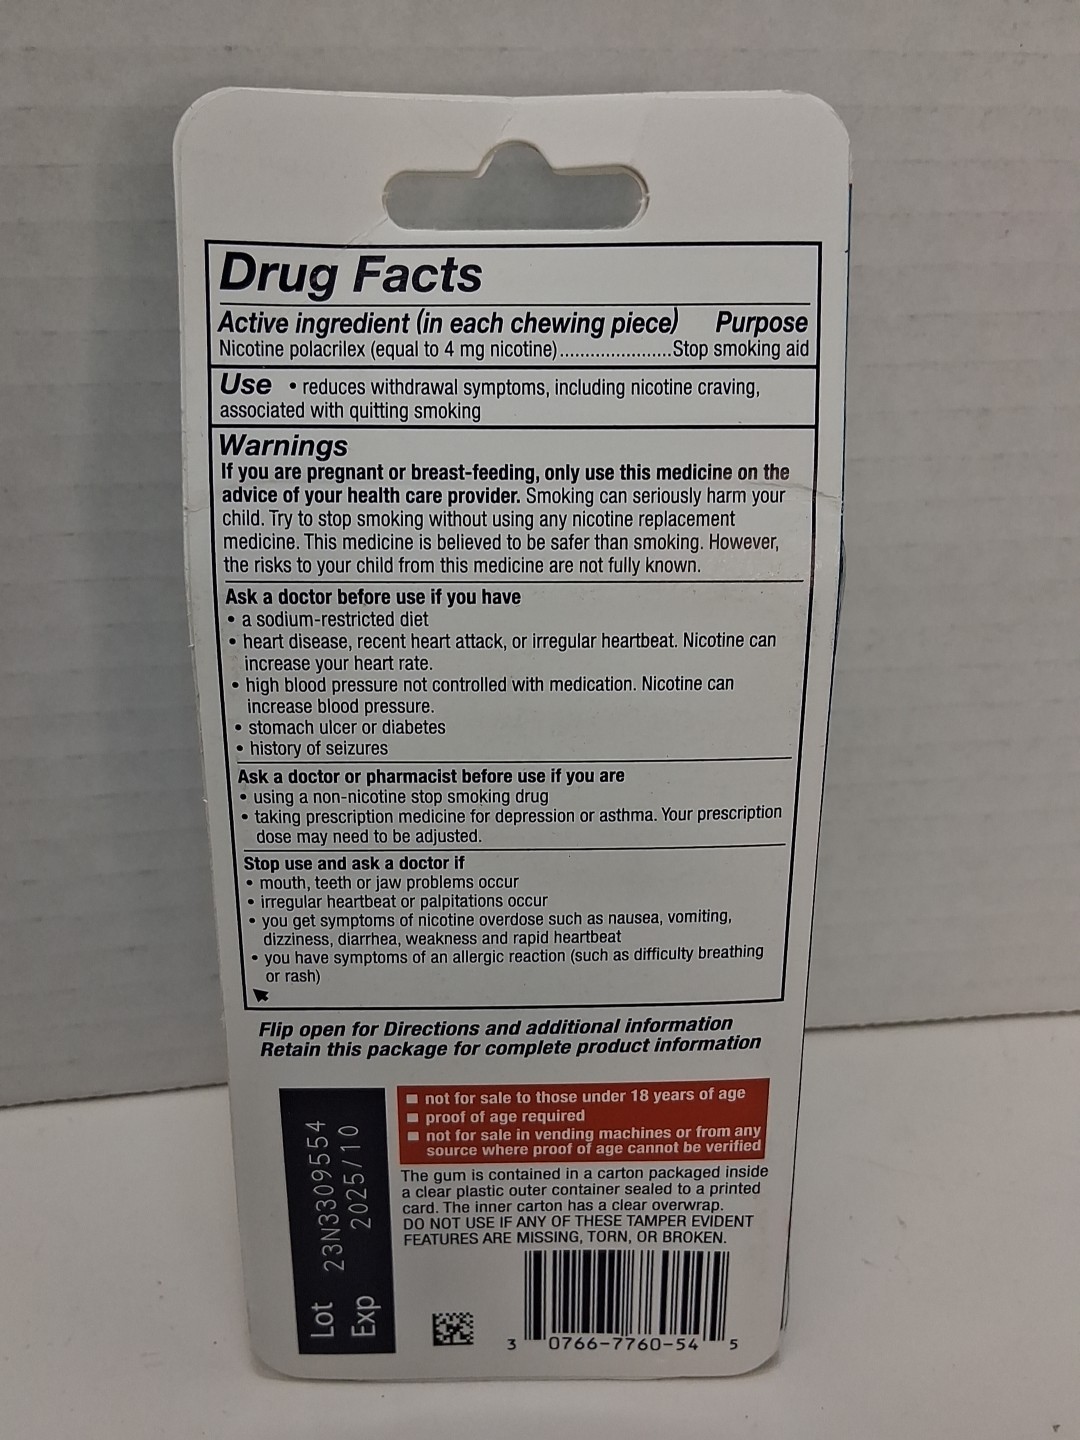 Drug Facts
Active ingredient (in each chewing piece) Purpose
Nicotine polacrilex (equal to 4 mg nicotine)......................Stop smoking aid
Use • reduces withdrawal symptoms, including nicotine craving,
associated with quitting smoking
Warnings
If you are pregnant or breast-feeding, only use this medicine on the
advice of your health care provider. Smoking can seriously harm your
child. Try to stop smoking without using any nicotine replacement
medicine. This medicine is believed to be safer than smoking. However,
the risks to your child from this medicine are not fully known.
Ask a doctor before use if you have
• a sodium-restricted diet
• heart disease, recent heart attack, or irregular heartbeat. Nicotine can
increase your heart rate.
• high blood pressure not controlled with medication. Nicotine can
increase blood pressure.
• stomach ulcer or diabetes
• history of seizures
Ask a doctor or pharmacist before use if you are
• using a non-nicotine stop smoking drug
• taking prescription medicine for depression or asthma. Your prescription
dose may need to be adjusted.
Stop use and ask a doctor if
• mouth, teeth or jaw problems occur
• irregular heartbeat or palpitations occur
• you get symptoms of nicotine overdose such as nausea, vomiting,
dizziness, diarrhea, weakness and rapid heartbeat
• you have symptoms of an allergic reaction (such as difficulty breathing
or rash)
Flip open for Directions and additional information
Retain this package for complete product information
Lot 23N3309554
Exp 2025/10
■ not for sale to those under 18 years of age
■ proof of age required
■ not for sale in vending machines or from any
source where proof of age cannot be verified
The gum is contained in a carton packaged inside
a clear plastic outer container sealed to a printed
card. The inner carton has a clear overwrap.
DO NOT USE IF ANY OF THESE TAMPER EVIDENT
FEATURES ARE MISSING, TORN, OR BROKEN.
3 0766-7760-54 5